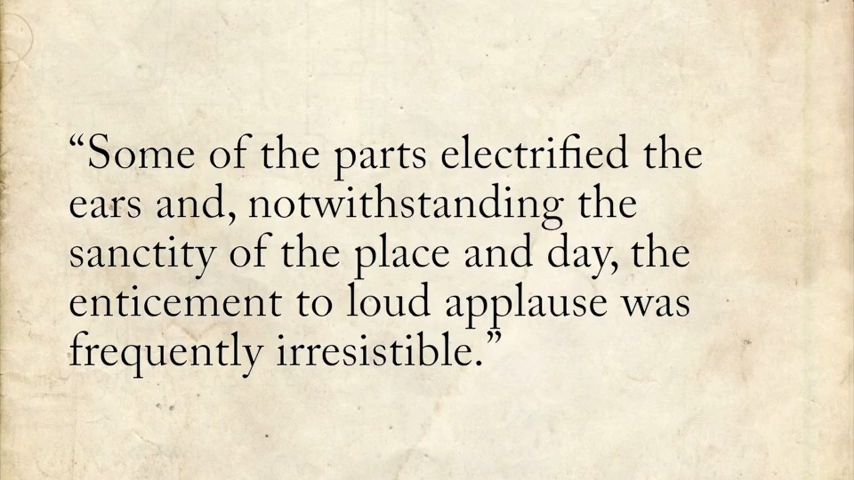 “Some of the parts electrified the
ears and, notwithstanding the
sanctity of the place and day, the
enticement to loud applause was
frequently irresistible.”